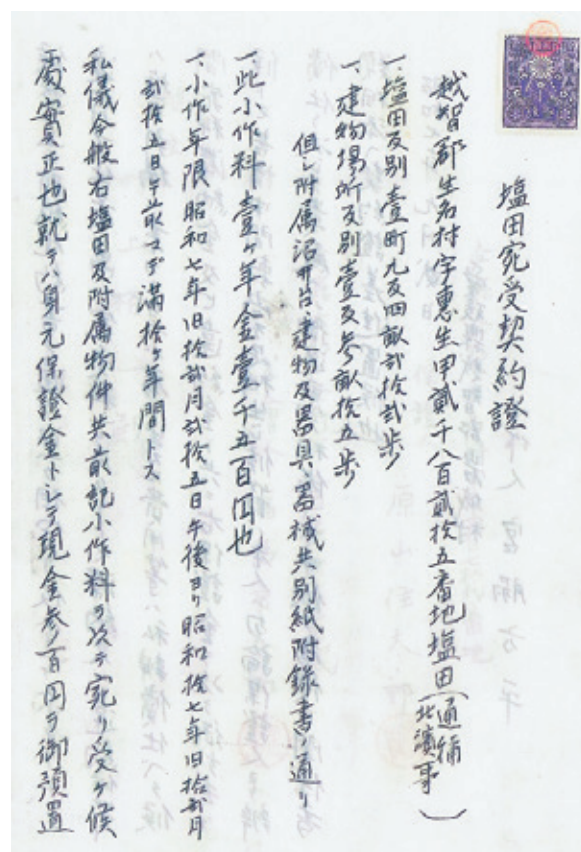 塩田宛受契約證
越智郡生名村字恵生甲貳千八百貳拾五番地塩田(通称北濱事)
一、塩田反別壹町九反四畝貳拾貳歩
一、建物場所反別壹反参畝拾五歩
但シ附属沼井台、建物及器具、器械共別紙附録書ノ通リ
一、此小作料壹ヶ年金壹千五百円也
一、小作年限昭和七年旧拾貳月貳拾五日午後ヨリ昭和拾七年旧拾貳月
貳拾五日午前マデ満拾ヶ年間トス
私儀今般右塩田及附属物件共前記小作料ヲ以テ宛リ受ケ候
處實正也就テハ身元保證金トシテ現金参百円ヲ御預置